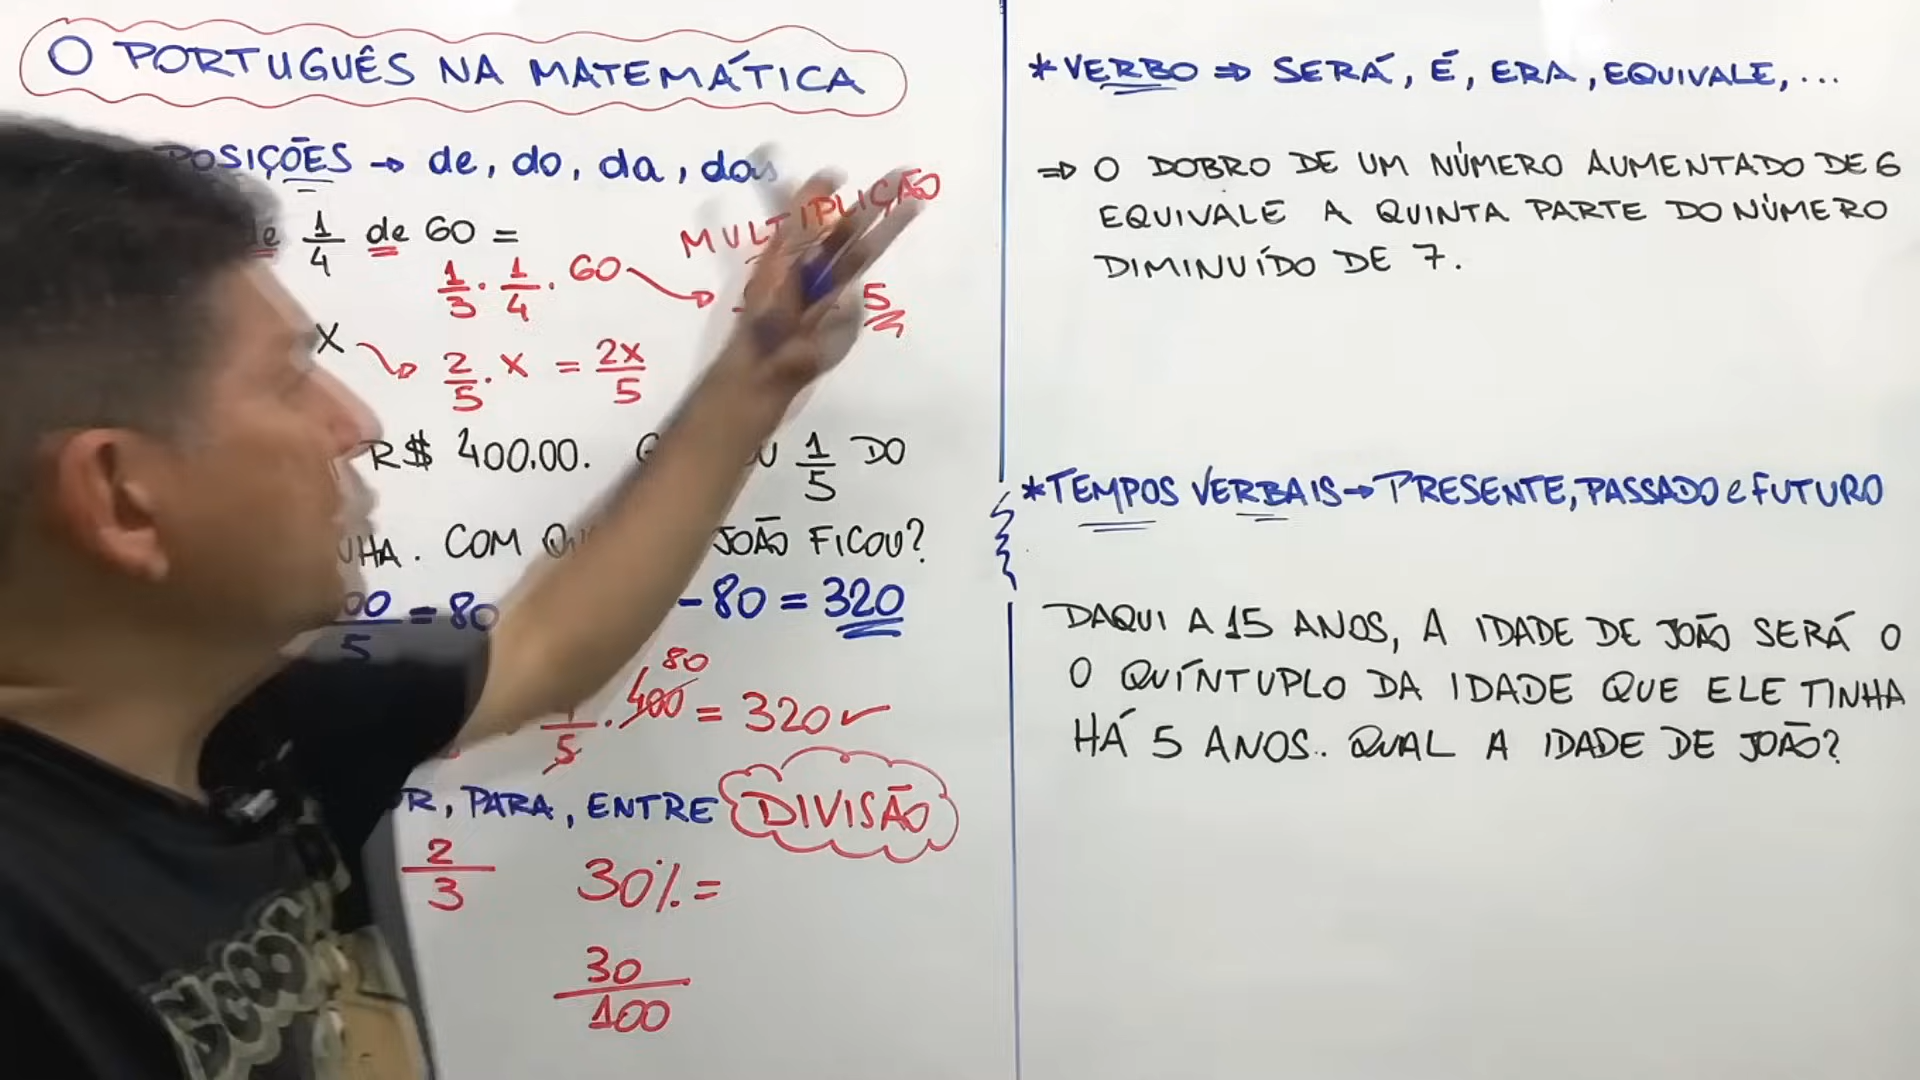 O PORTUGUÊS NA MATEMÁTICA
POSIÇÕES → de, do, da, dos
MULTIPLICAÇÃO
de 1/4 de 60 =
1/3 . 1/4 . 60 → 5
X → 2/5 . X = 2X/5
R$ 400,00. 1/5 DO
NHA. COM JOÃO FICOU?
00/5 = 80 - 80 = 320
1/5 . 400 80 = 320 ✓
R, PARA, ENTRE DIVISÃO
2/3 30% =
30/100
* VERBO ⇒ SERÁ, É, ERA, EQUIVALE, ...
⇒ O DOBRO DE UM NÚMERO AUMENTADO DE 6
EQUIVALE A QUINTA PARTE DO NÚMERO
DIMINUÍDO DE 7.
* TEMPOS VERBAIS → PRESENTE, PASSADO e FUTURO
DAQUI A 15 ANOS, A IDADE DE JOÃO SERÁ O
O QUÍNTUPLO DA IDADE QUE ELE TINHA
HÁ 5 ANOS.. QUAL A IDADE DE JOÃO?